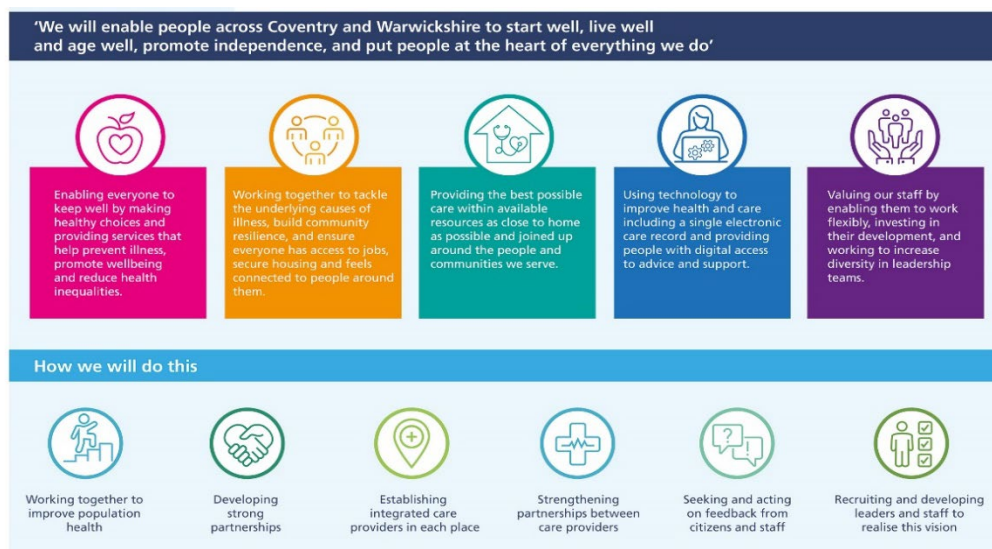 ‘We will enable people across Coventry and Warwickshire to start well, live well
and age well, promote independence, and put people at the heart of everything we do’
Enabling everyone to
keep well by making
healthy choices and
providing services that
help prevent illness,
promote wellbeing
and reduce health
inequalities.
Working together to tackle
the underlying causes of
illness, build community
resilience, and ensure
everyone has access to jobs,
secure housing and feels
connected to people around
them.
Providing the best possible
care within available
resources as close to home
as possible and joined up
around the people and
communities we serve.
Using technology to
improve health and care
including a single electronic
care record and providing
people with digital access
to advice and support.
Valuing our staff by
enabling them to work
flexibly, investing in
their development, and
working to increase
diversity in leadership
teams.
How we will do this
Working together to
improve population
health
Developing
strong
partnerships
Establishing
integrated care
providers in each place
Strengthening
partnerships between
care providers
Seeking and acting
on feedback from
citizens and staff
Recruiting and developing
leaders and staff to
realise this vision